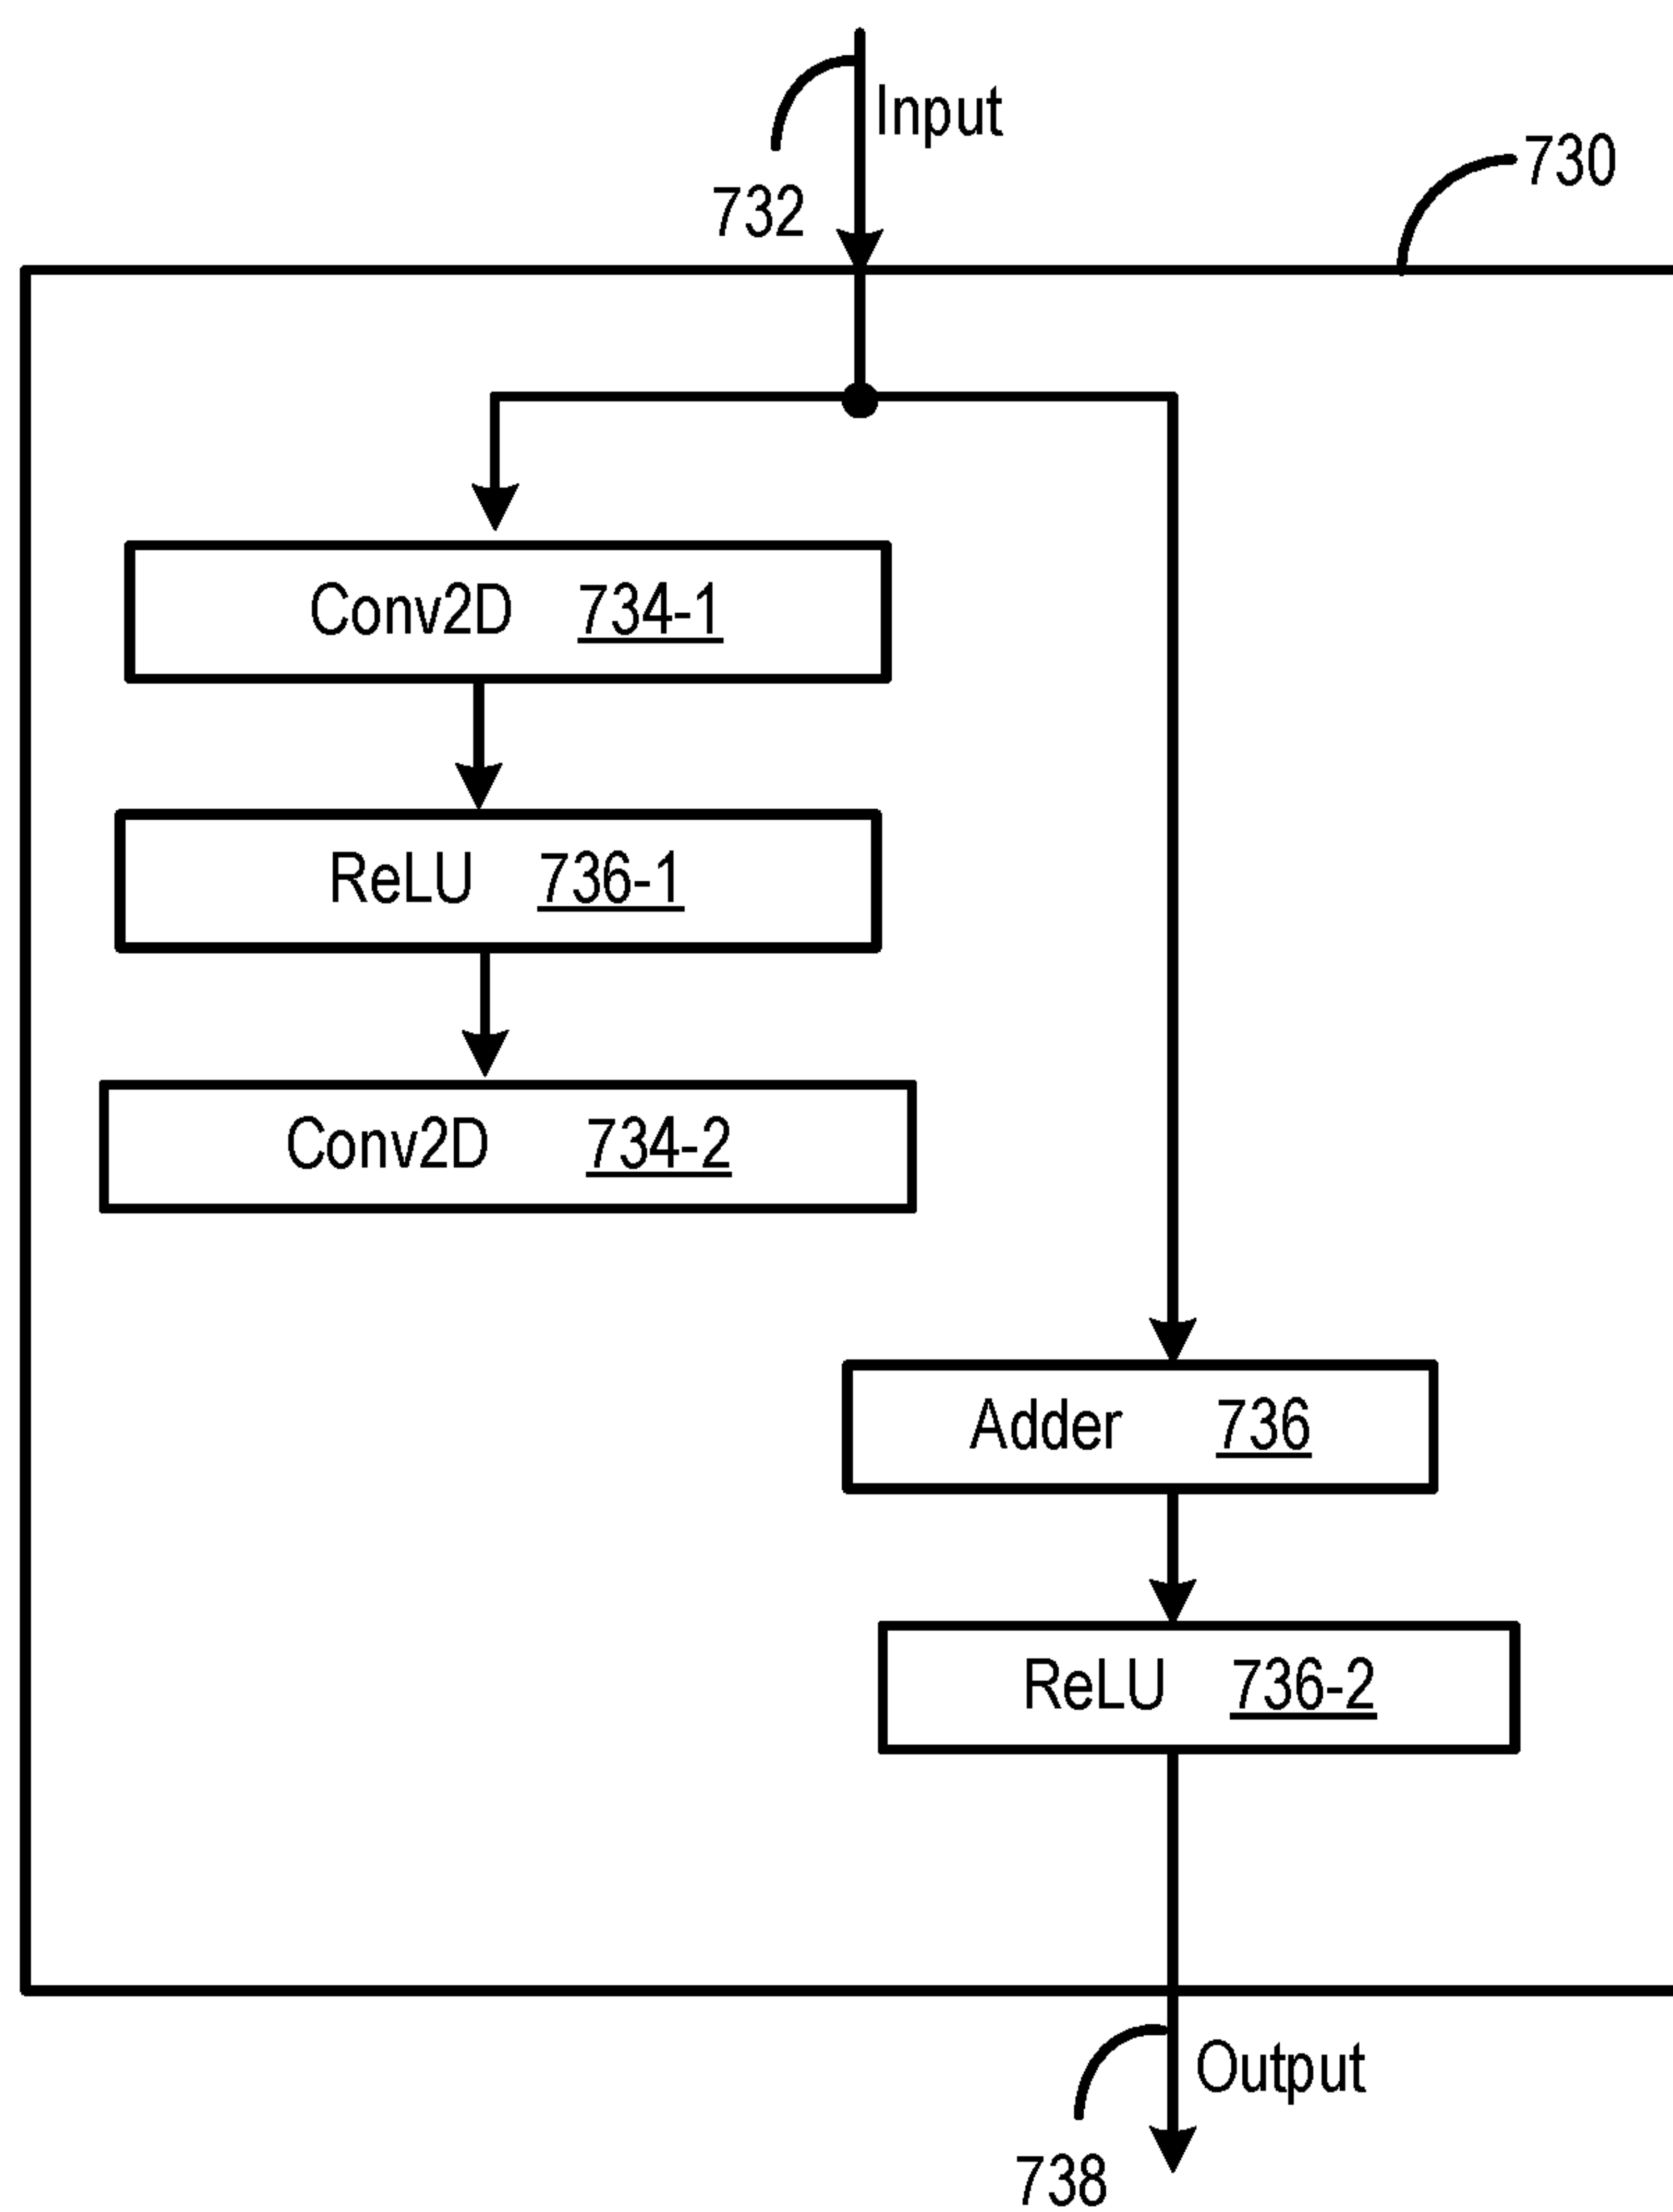 Input
730
732
Conv2D 734-1
ReLU 736-1
Conv2D 734-2
Adder 736
ReLU 736-2
Output
738